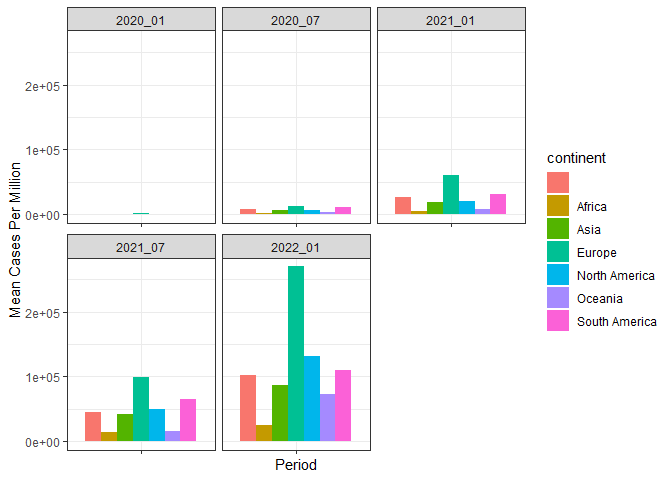 2020_01
2020_07
2021_01
2e+05
1e+05
0e+00
2021_07
2022_01
2e+05
1e+05
0e+00
Mean Cases Per Million
Period
continent
Africa
Asia
Europe
North America
Oceania
South America